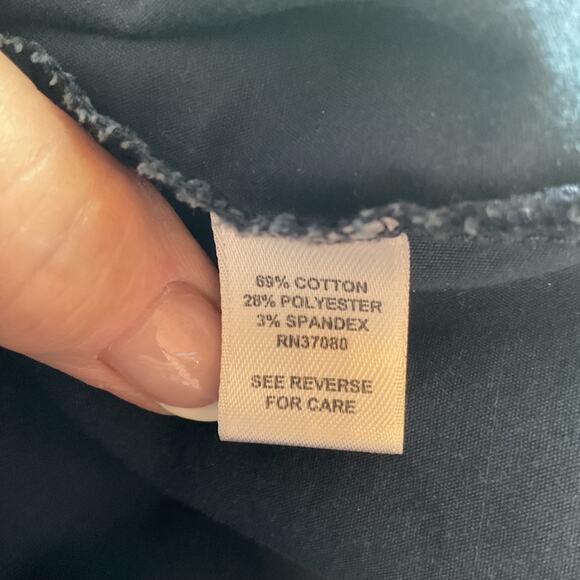 69% COTTON
28% POLYESTER
3% SPANDEX
RN37080
SEE REVERSE
FOR CARE